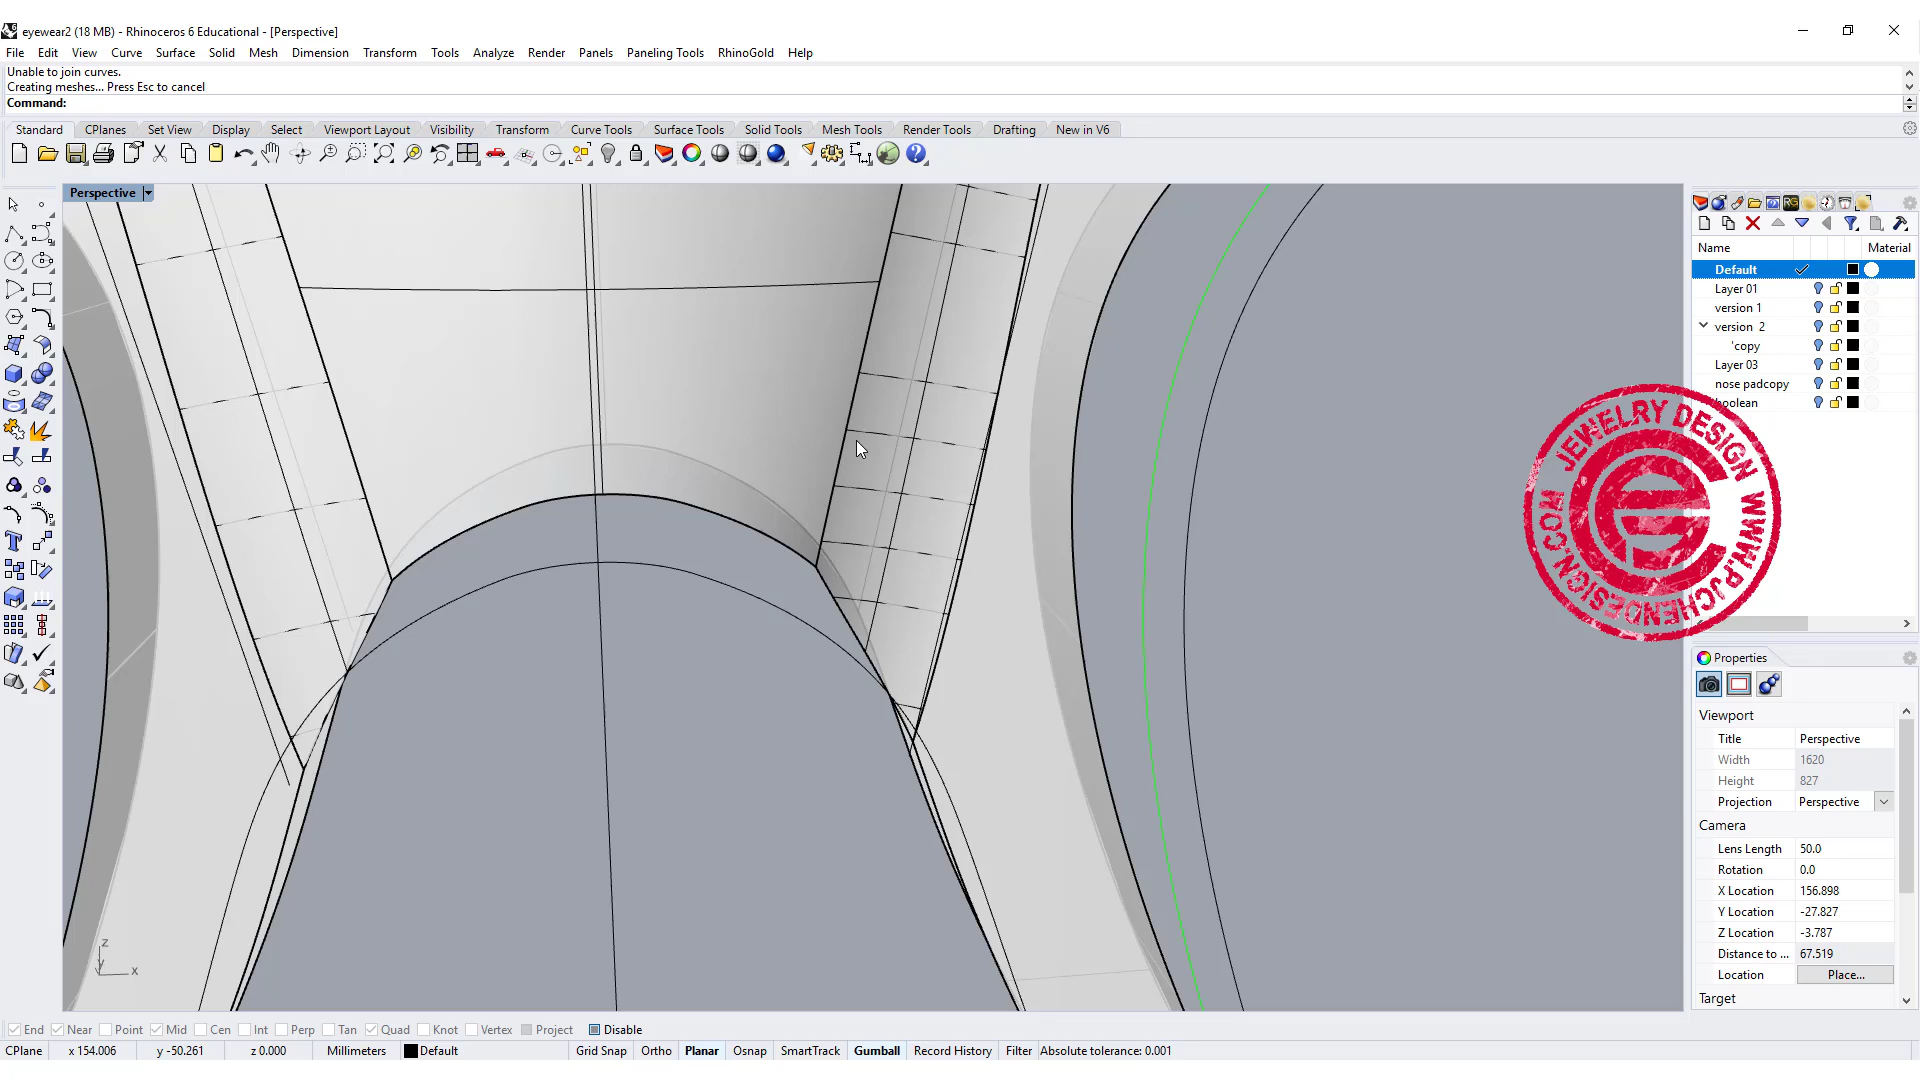 eyewear2 (18 MB) - Rhinoceros 6 Educational - [Perspective]
File Edit View Curve Surface Solid Mesh Dimension Transform Tools Analyze Render Panels Paneling Tools RhinoGold Help
Unable to join curves.
Creating meshes... Press Esc to cancel
Command:
Standard CPlanes Set View Display Select Viewport Layout Visibility Transform Curve Tools Surface Tools Solid Tools Mesh Tools Render Tools Drafting New in V6
Perspective
Name Material
Default
Layer 01
version 1
version 2
'copy
Layer 03
nose padcopy
boolean
JEWELRY DESIGN WWW.PJCHENDESIGN.COM
Properties
Viewport
Title Perspective
Width 1620
Height 827
Projection Perspective
Camera
Lens Length 50.0
Rotation 0.0
X Location 156.898
Y Location -27.827
Z Location -3.787
Distance to ... 67.519
Location Place...
Target
z
y
x
End Near Point Mid Cen Int Perp Tan Quad Knot Vertex Project Disable
CPlane x 154.006 y -50.261 z 0.000 Millimeters Default Grid Snap Ortho Planar Osnap SmartTrack Gumball Record History Filter Absolute tolerance: 0.001